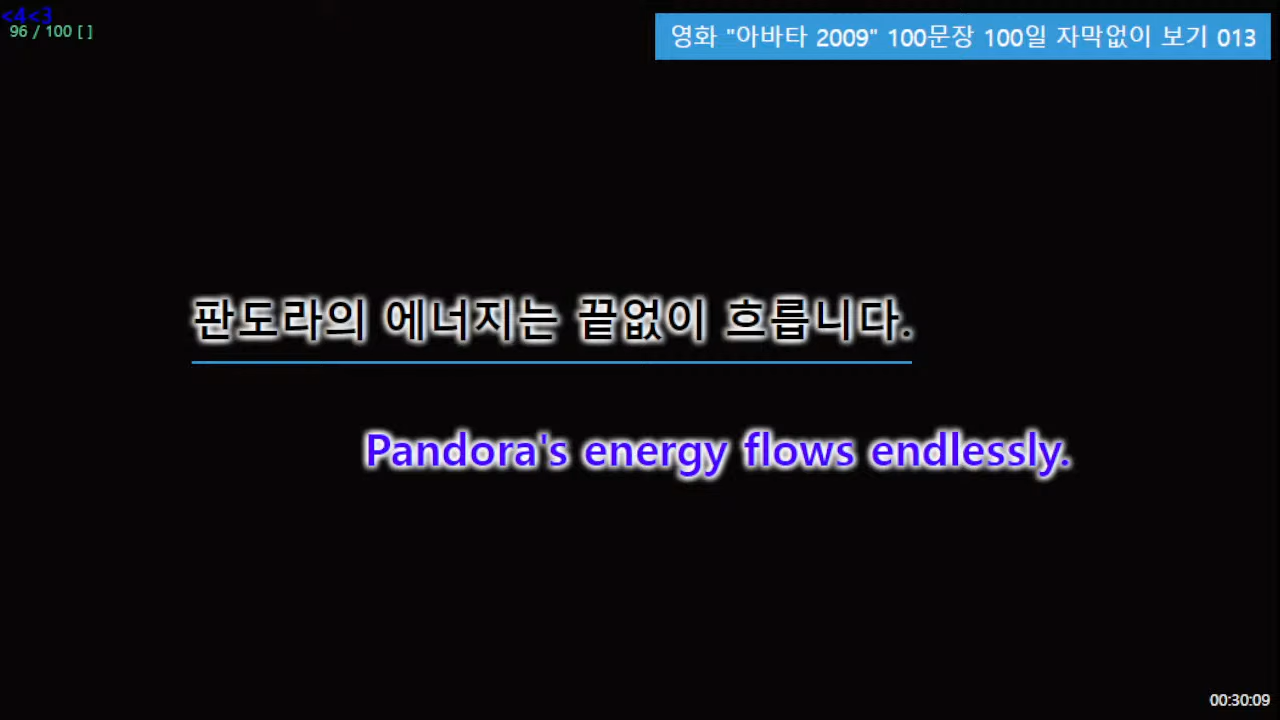 <4<3
96 / 100 [ ]
영화 "아바타 2009" 100문장 100일 자막없이 보기 013
판도라의 에너지는 끝없이 흐릅니다.
Pandora's energy flows endlessly.
00:30:09